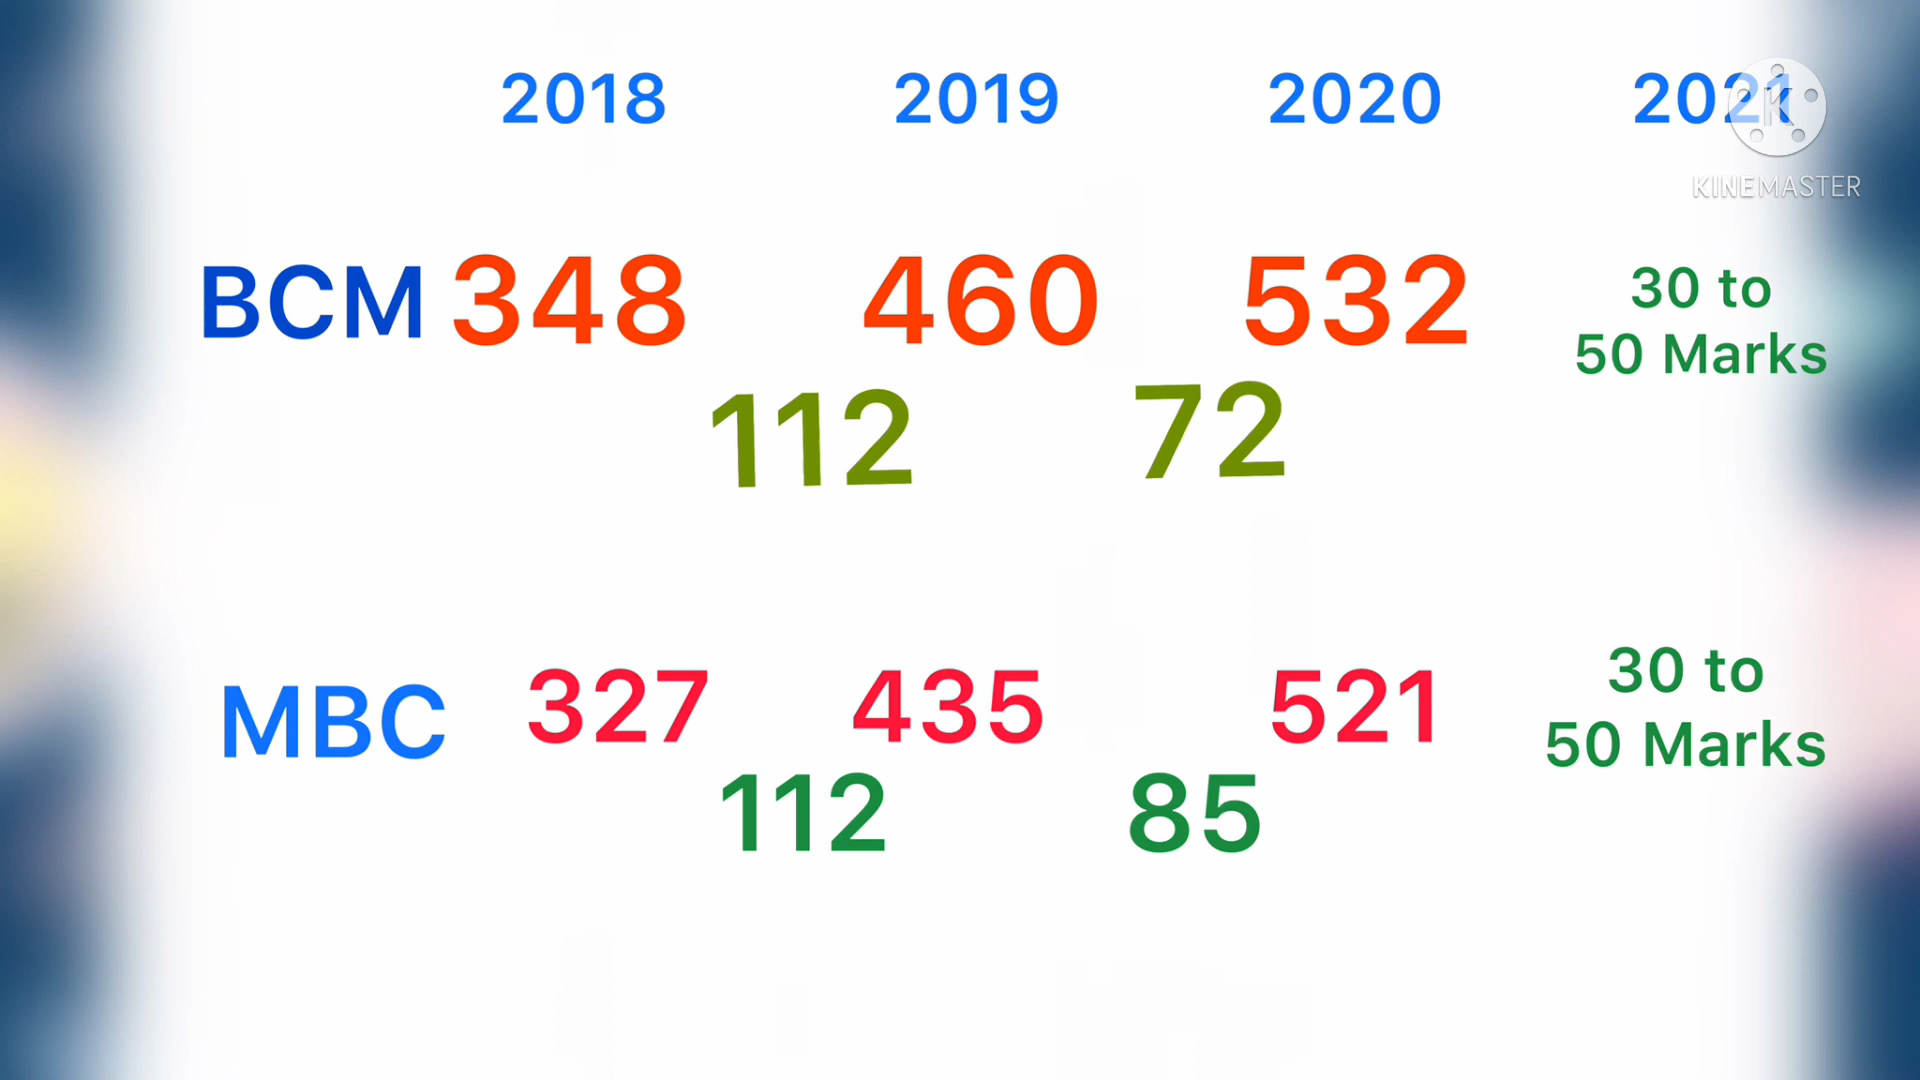 2018 2019 2020 2021
KINEMASTER
BCM 348 460 532 30 to
50 Marks
112 72
MBC 327 435 521 30 to
50 Marks
112 85